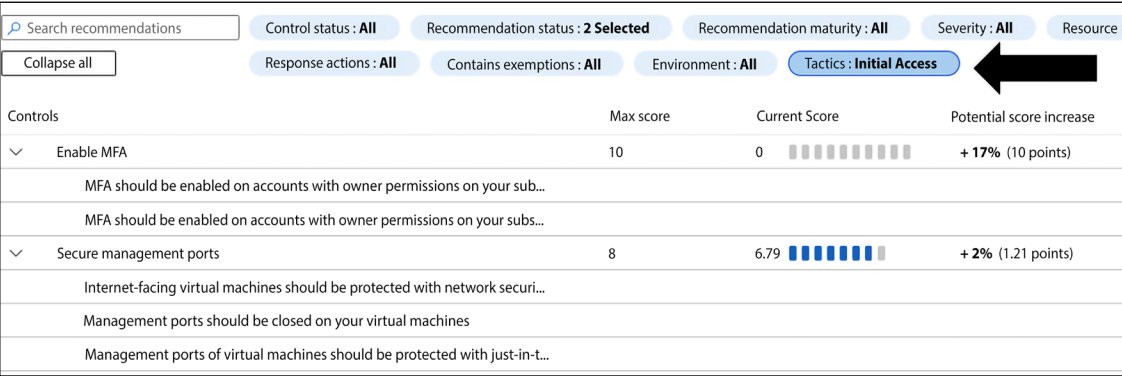 Search recommendations
Control status : All
Recommendation status : 2 Selected
Recommendation maturity : All
Severity : All
Resource
Collapse all
Response actions : All
Contains exemptions : All
Environment : All
Tactics : Initial Access
Controls Max score Current Score Potential score increase
Enable MFA 10 0 + 17% (10 points)
MFA should be enabled on accounts with owner permissions on your sub...
MFA should be enabled on accounts with owner permissions on your subs...
Secure management ports 8 6.79 + 2% (1.21 points)
Internet-facing virtual machines should be protected with network securi...
Management ports should be closed on your virtual machines
Management ports of virtual machines should be protected with just-in-t...